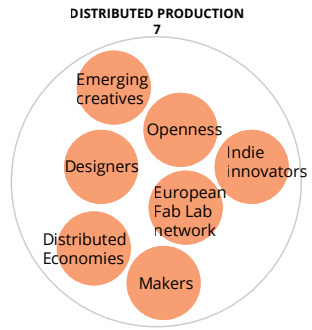 DISTRIBUTED PRODUCTION
7
Emerging
creatives
Openness
Designers
Indie
innovators
European
Fab Lab
network
Distributed
Economies
Makers